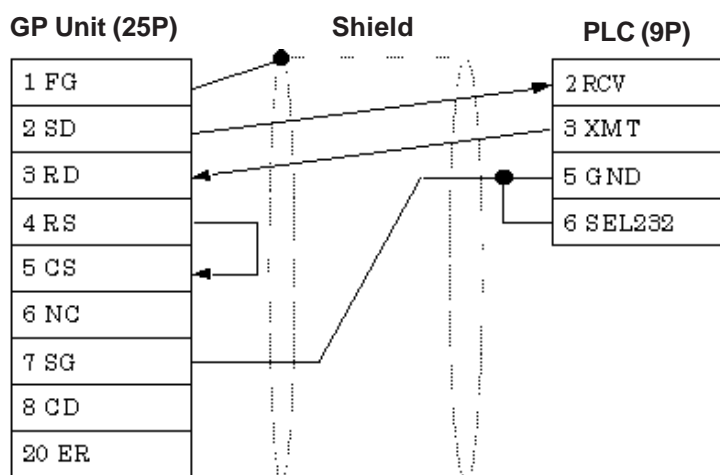 GP Unit (25P)
Shield
PLC (9P)
1 FG
2 SD
3 RD
4 RS
5 CS
6 NC
7 SG
8 CD
20 ER
2 RCV
3 XMT
5 GND
6 SEL232